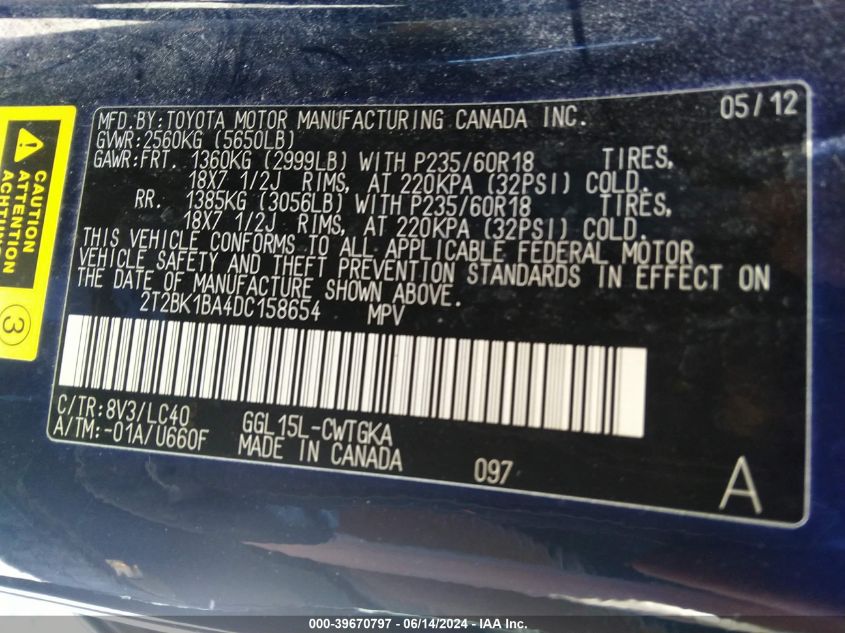 MFD.BY:TOYOTA MOTOR MANUFACTURING CANADA INC. 05/12
GVWR:2560KG (5650LB)
GAWR:FRT. 1360KG (2999LB) WITH P235/60R18 TIRES,
18X7 1/2J RIMS, AT 220KPA (32PSI) COLD.
RR. 1385KG (3056LB) WITH P235/60R18 TIRES,
18X7 1/2J RIMS, AT 220KPA (32PSI) COLD.
THIS VEHICLE CONFORMS TO ALL APPLICABLE FEDERAL MOTOR
VEHICLE SAFETY AND THEFT PREVENTION STANDARDS IN EFFECT ON
THE DATE OF MANUFACTURE SHOWN ABOVE.
2T2BK1BA4DC158654 MPV
C/TR:8V3/LC40 GGL15L-CWTGKA
A/TM:-01A/U660F MADE IN CANADA 097 A
CAUTION
ATTENTION
ACHTUNG
3
000-39670797 - 06/14/2024 - IAA Inc.